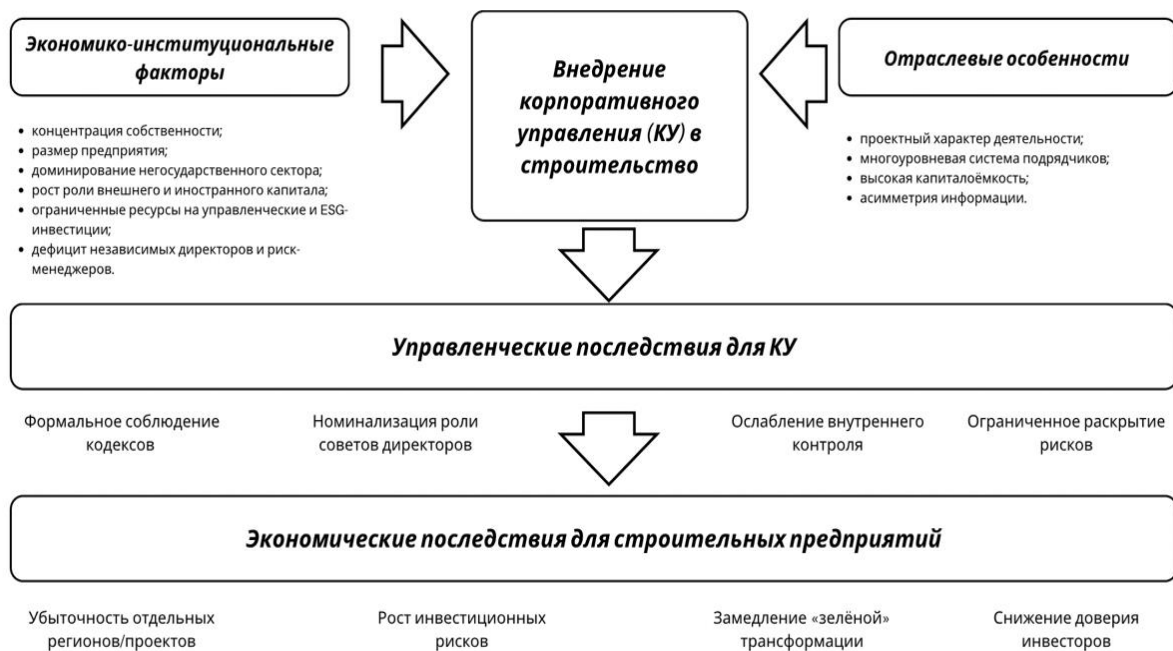 Экономико-институциональные
факторы
• концентрация собственности;
• размер предприятия;
• доминирование негосударственного сектора;
• рост роли внешнего и иностранного капитала;
• ограниченные ресурсы на управленческие и ESG-
инвестиции;
• дефицит независимых директоров и риск-
менеджеров.
Внедрение
корпоративного
управления (КУ) в
строительство
Отраслевые особенности
• проектный характер деятельности;
• многоуровневая система подрядчиков;
• высокая капиталоёмкость;
• асимметрия информации.
Управленческие последствия для КУ
Формальное соблюдение
кодексов
Номинализация роли
советов директоров
Ослабление внутреннего
контроля
Ограниченное раскрытие
рисков
Экономические последствия для строительных предприятий
Убыточность отдельных
регионов/проектов
Рост инвестиционных
рисков
Замедление «зелёной»
трансформации
Снижение доверия
инвесторов